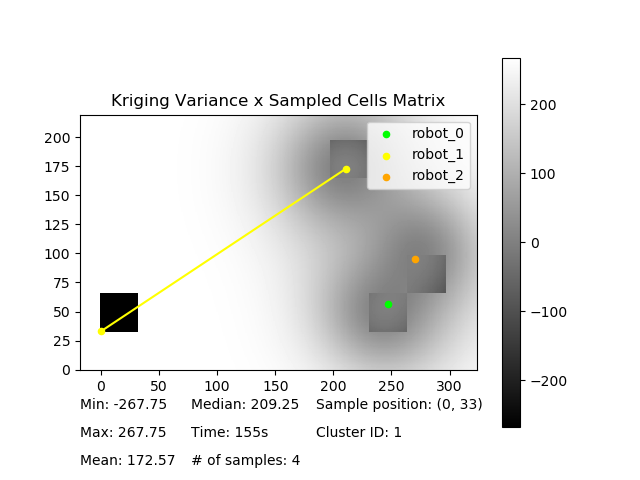 Kriging Variance x Sampled Cells Matrix
robot_0
robot_1
robot_2
200
175
150
125
100
75
50
25
0
0 50 100 150 200 250 300
200
100
0
−100
−200
Min: -267.75 Median: 209.25 Sample position: (0, 33)
Max: 267.75 Time: 155s Cluster ID: 1
Mean: 172.57 # of samples: 4